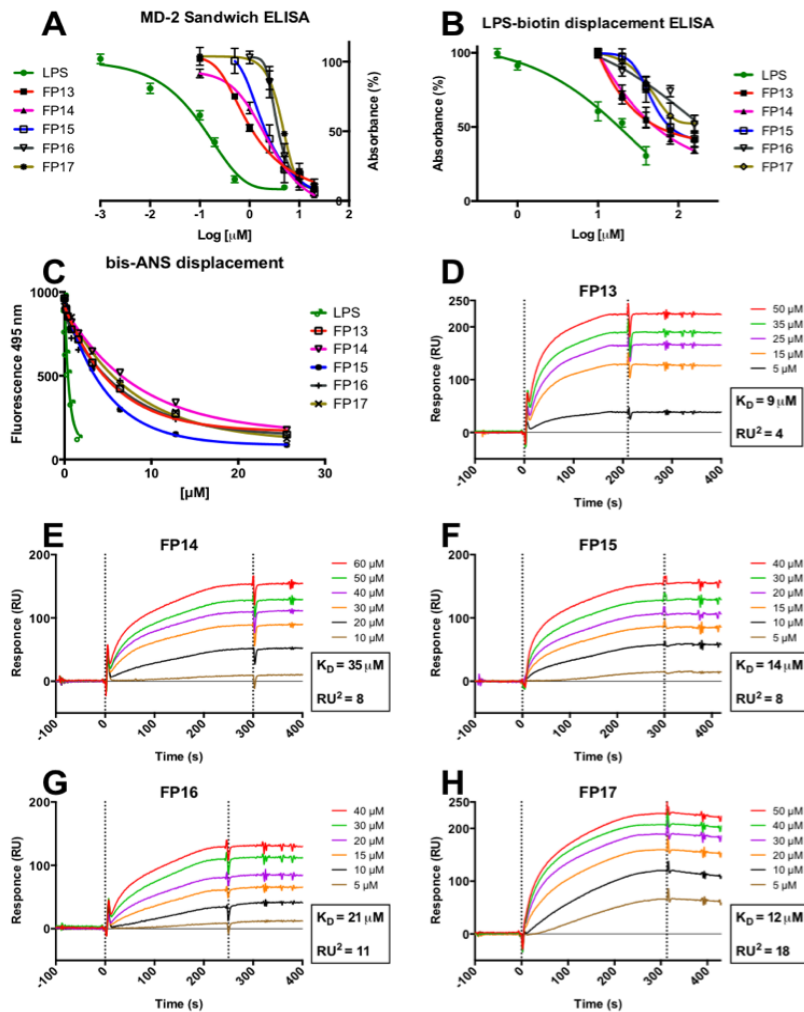 A
MD-2 Sandwich ELISA
LPS
FP13
FP14
FP15
FP16
FP17
100
50
0
Absorbance (%)
-3 -2 -1 0 1 2
Log [µM]
B
LPS-biotin displacement ELISA
Absorbance (%)
100
50
0
0 1 2
Log [µM]
LPS
FP13
FP14
FP15
FP16
FP17
C
bis-ANS displacement
Fluorescence 495 nm
1000
500
0
0 10 20 30
[µM]
LPS
FP13
FP14
FP15
FP16
FP17
D
FP13
Responce (RU)
250
200
100
0
-100 0 100 200 300 400
Time (s)
50 µM
35 µM
25 µM
15 µM
5 µM
KD = 9 µM
RU² = 4
E
FP14
Responce (RU)
200
100
0
-100 0 100 200 300 400
Time (s)
60 µM
50 µM
40 µM
30 µM
20 µM
10 µM
KD = 35 µM
RU² = 8
F
FP15
Responce (RU)
200
100
0
-100 0 100 200 300 400
Time (s)
40 µM
30 µM
20 µM
15 µM
10 µM
5 µM
KD = 14 µM
RU² = 8
G
FP16
Responce (RU)
200
100
0
-100 0 100 200 300 400
Time (s)
40 µM
30 µM
20 µM
15 µM
10 µM
5 µM
KD = 21 µM
RU² = 11
H
FP17
Responce (RU)
250
200
100
0
-100 0 100 200 300 400
Time (s)
50 µM
40 µM
30 µM
20 µM
10 µM
5 µM
KD = 12 µM
RU² = 18